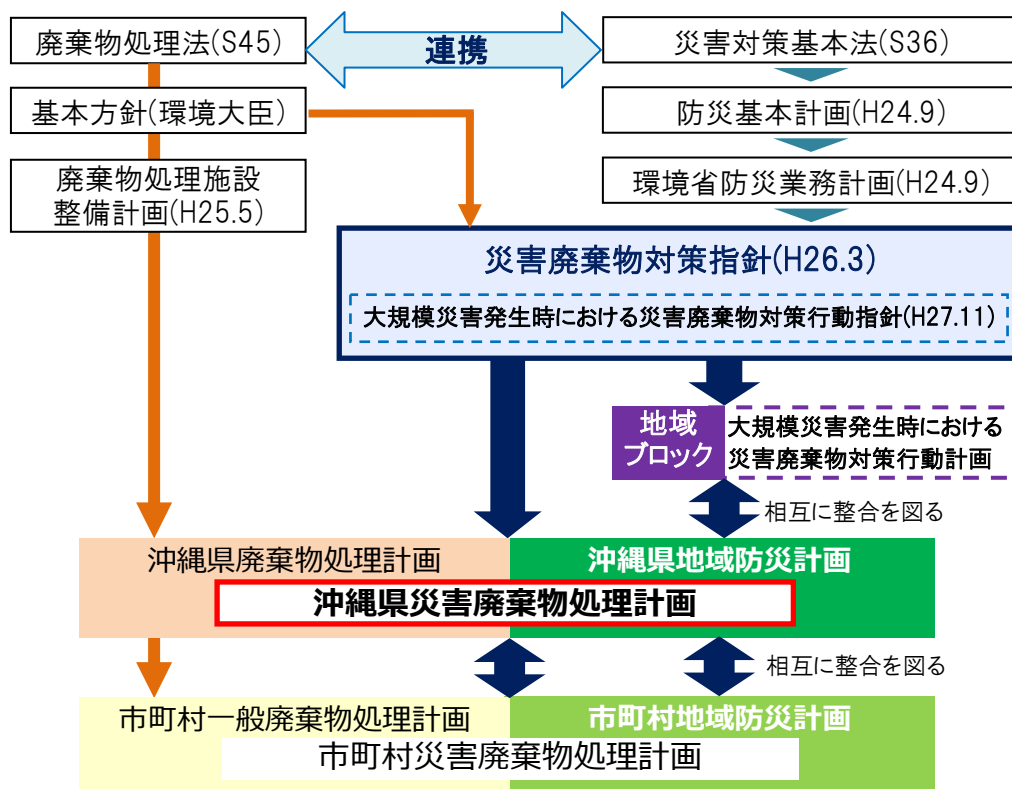 廃棄物処理法(S45)
連携
災害対策基本法(S36)
基本方針(環境大臣)
防災基本計画(H24.9)
廃棄物処理施設
整備計画(H25.5)
環境省防災業務計画(H24.9)
災害廃棄物対策指針(H26.3)
大規模災害発生時における災害廃棄物対策行動指針(H27.11)
地域
ブロック
大規模災害発生時における
災害廃棄物対策行動計画
相互に整合を図る
沖縄県廃棄物処理計画
沖縄県地域防災計画
沖縄県災害廃棄物処理計画
相互に整合を図る
市町村一般廃棄物処理計画
市町村地域防災計画
市町村災害廃棄物処理計画